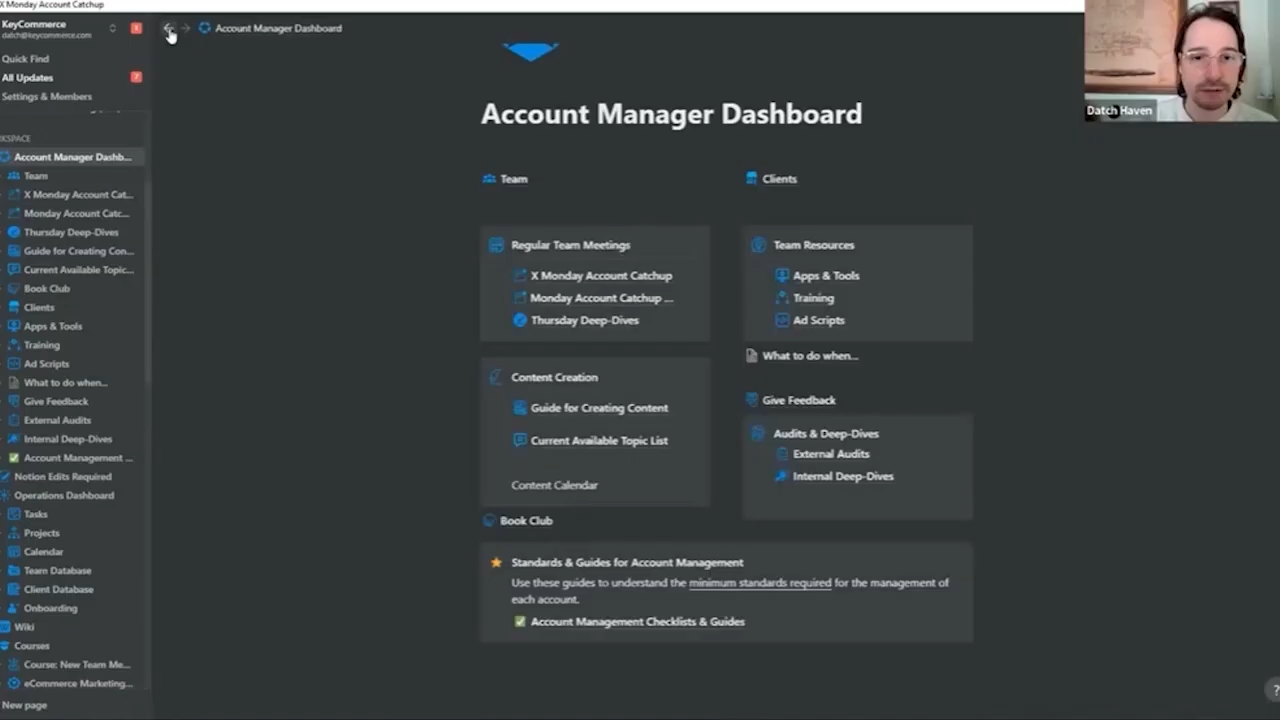 X Monday Account Catchup
KeyCommerce
datch@keycommerce.com
Quick Find
All Updates
7
Settings & Members
KSPACE
Account Manager Dashb...
Team
X Monday Account Cat...
Monday Account Catc...
Thursday Deep-Dives
Guide for Creating Con...
Current Available Topic...
Book Club
Clients
Apps & Tools
Training
Ad Scripts
What to do when...
Give Feedback
External Audits
Internal Deep-Dives
Account Management ...
Notion Edits Required
Operations Dashboard
Tasks
Projects
Calendar
Team Database
Client Database
Onboarding
Wiki
Courses
Course: New Team Me...
eCommerce Marketing...
New page
Account Manager Dashboard
Account Manager Dashboard
Team
Regular Team Meetings
X Monday Account Catchup
Monday Account Catchup ...
Thursday Deep-Dives
Content Creation
Guide for Creating Content
Current Available Topic List
Content Calendar
Book Club
Clients
Team Resources
Apps & Tools
Training
Ad Scripts
What to do when...
Give Feedback
Audits & Deep-Dives
External Audits
Internal Deep-Dives
Standards & Guides for Account Management
Use these guides to understand the minimum standards required for the management of
each account.
Account Management Checklists & Guides
Datch Haven
?